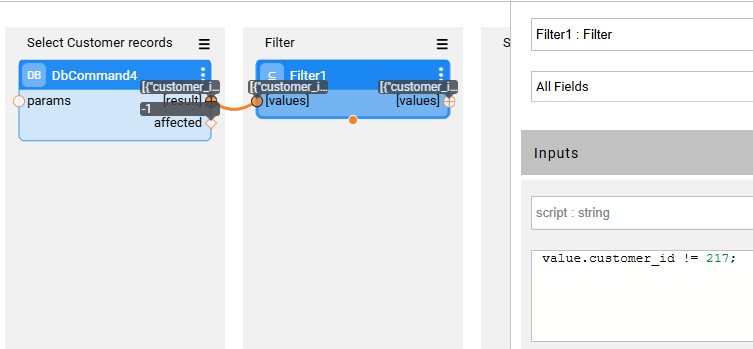 Select Customer records
DB DbCommand4
[{"customer_i...
params
[result]
-1
affected
Filter
⊆ Filter1
[{"customer_i...
[{"customer_i...
[values]
[values]
S
Filter1 : Filter
All Fields
Inputs
script : string
value.customer_id != 217;